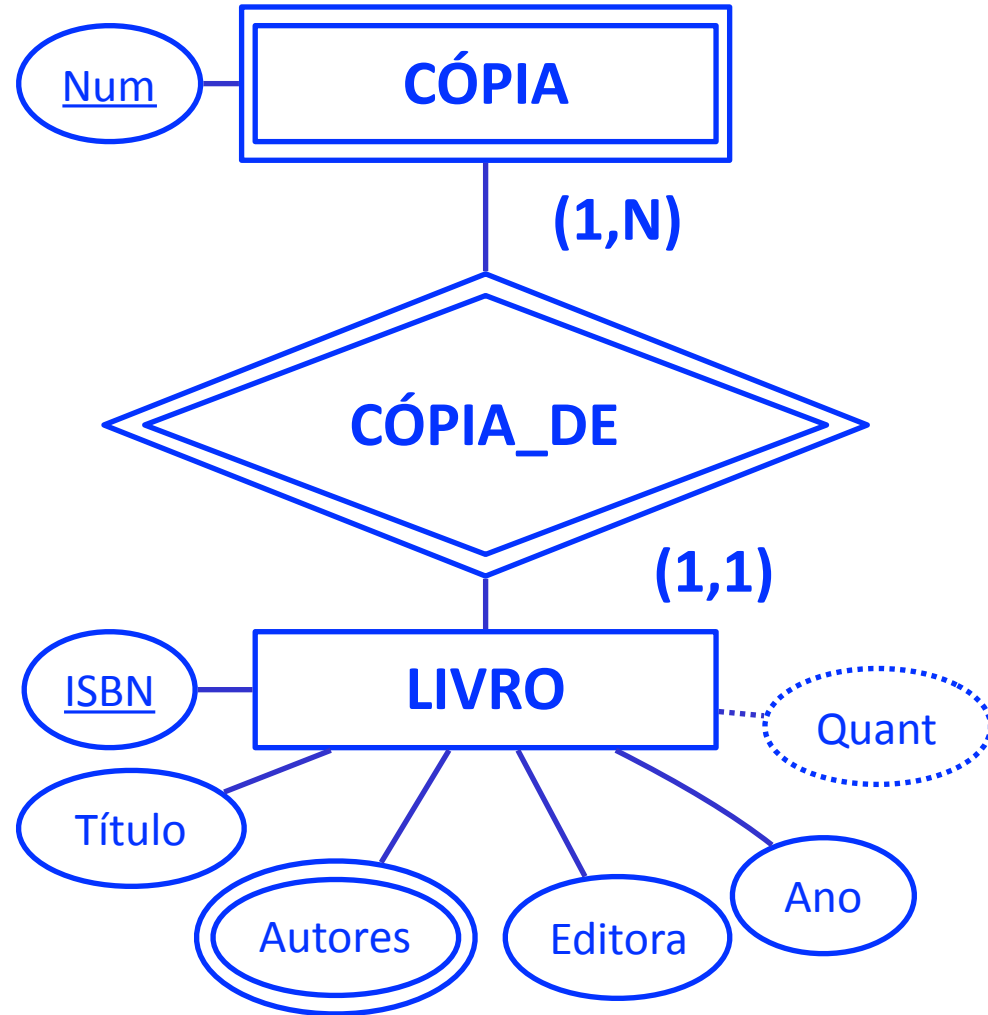 Num
CÓPIA
(1,N)
CÓPIA_DE
(1,1)
ISBN
LIVRO
Quant
Título
Autores
Editora
Ano